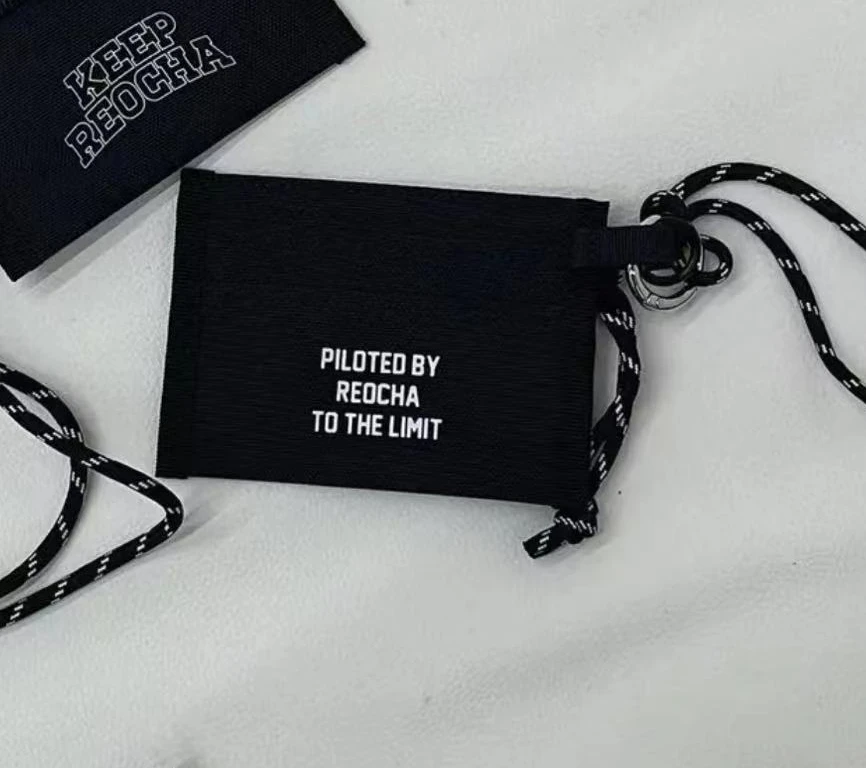 KEEP
REOCHA
PILOTED BY
REOCHA
TO THE LIMIT